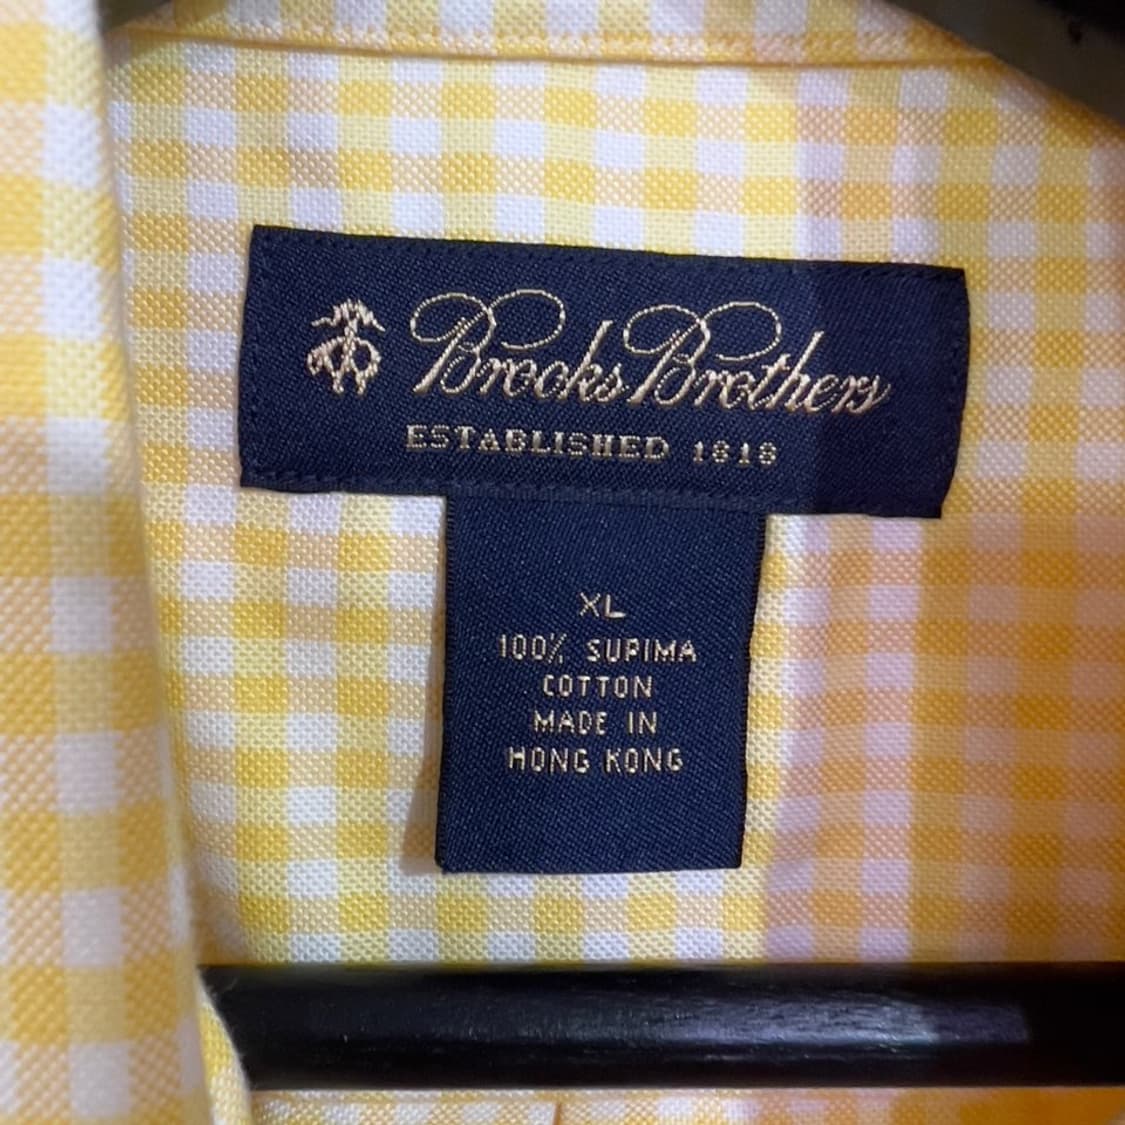 Brooks Brothers
ESTABLISHED 1818
XL
100% SUPIMA
COTTON
MADE IN
HONG KONG